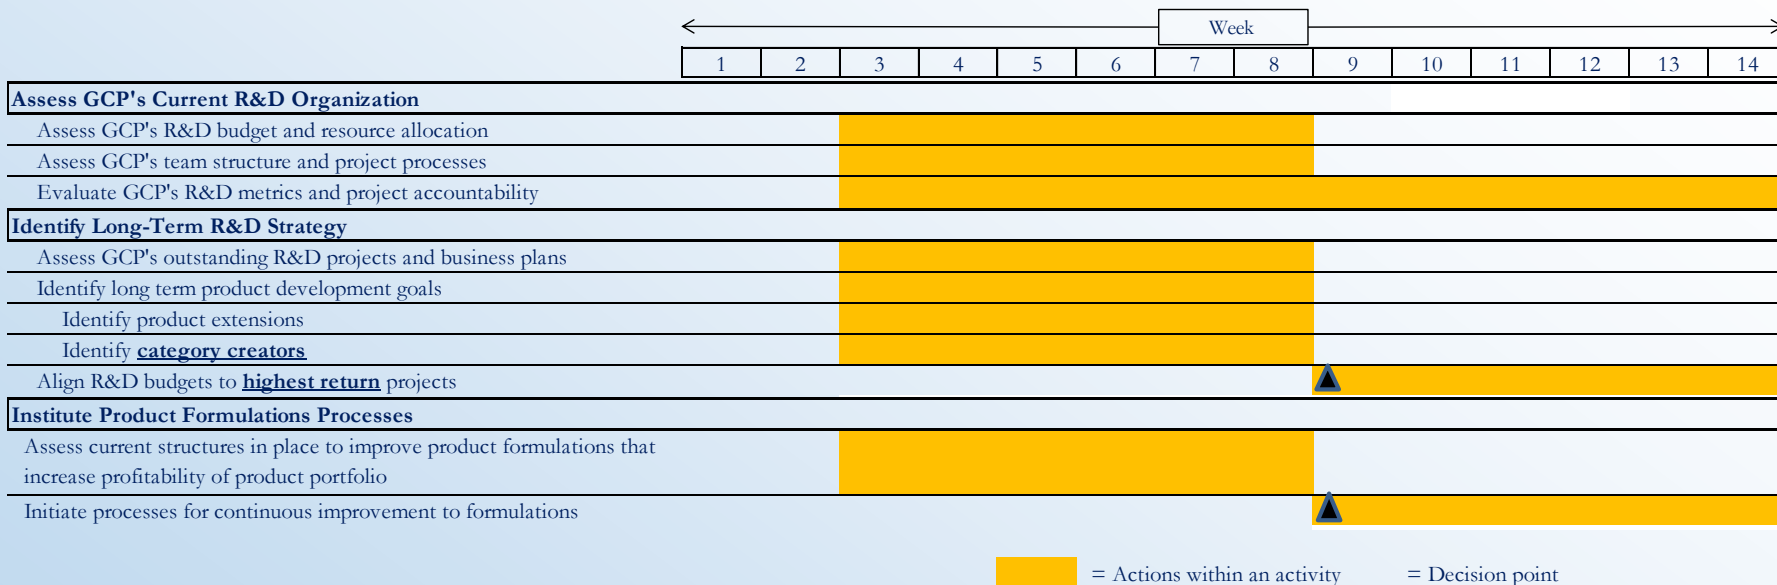 Week
1 2 3 4 5 6 7 8 9 10 11 12 13 14
Assess GCP's Current R&D Organization
Assess GCP's R&D budget and resource allocation
Assess GCP's team structure and project processes
Evaluate GCP's R&D metrics and project accountability
Identify Long-Term R&D Strategy
Assess GCP's outstanding R&D projects and business plans
Identify long term product development goals
Identify product extensions
Identify category creators
Align R&D budgets to highest return projects
Institute Product Formulations Processes
Assess current structures in place to improve product formulations that
increase profitability of product portfolio
Initiate processes for continuous improvement to formulations
= Actions within an activity = Decision point